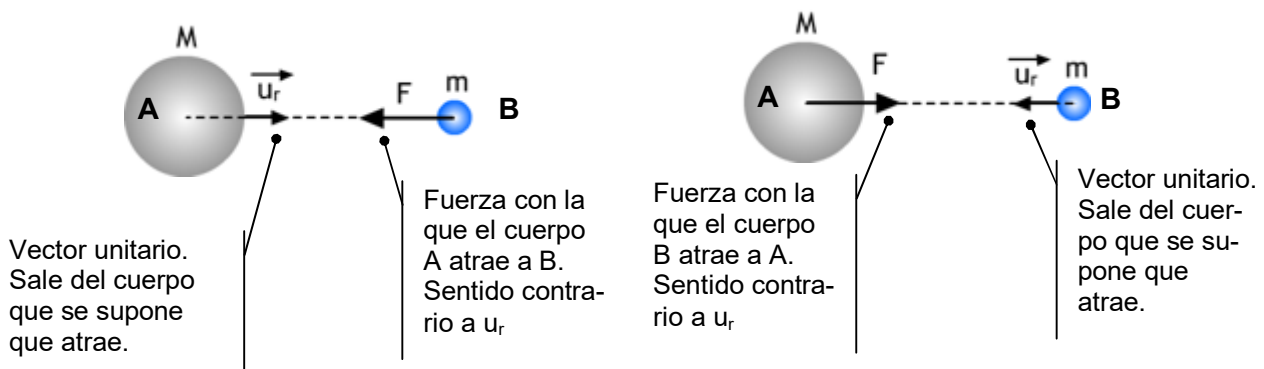 M
A
u_r
F
m
B
Vector unitario.
Sale del cuerpo
que se supone
que atrae.
Fuerza con la
que el cuerpo
A atrae a B.
Sentido contra-
rio a u_r
M
A
F
u_r
m
B
Fuerza con la
que el cuerpo
B atrae a A.
Sentido contra-
rio a u_r
Vector unitario.
Sale del cuer-
po que se su-
pone que
atrae.